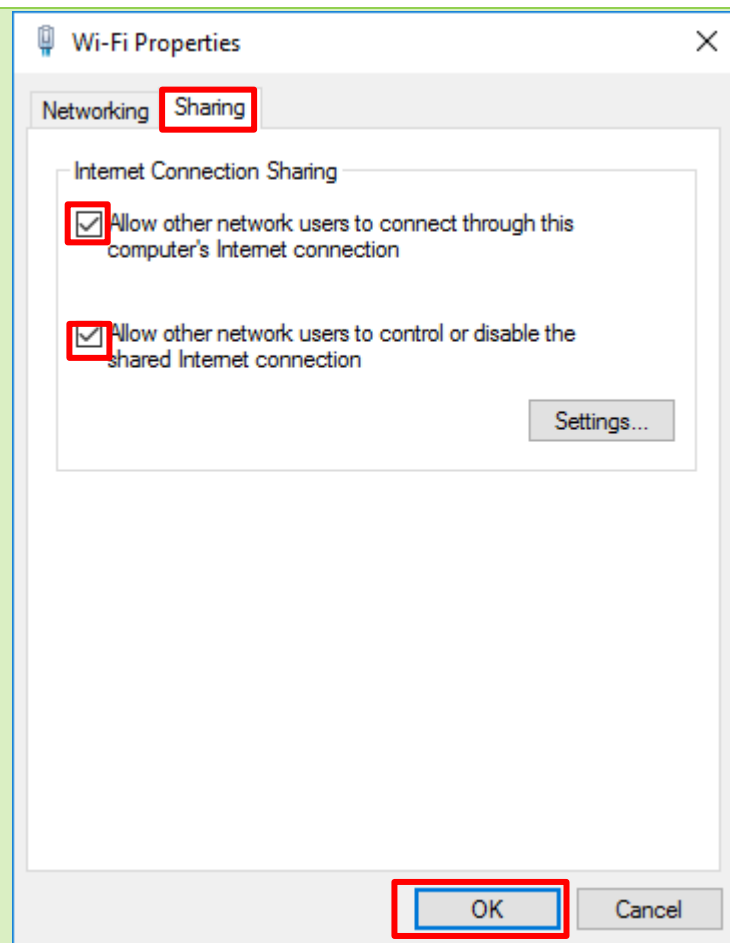 Wi-Fi Properties
Networking
Sharing
Internet Connection Sharing
Allow other network users to connect through this
computer's Internet connection
Allow other network users to control or disable the
shared Internet connection
Settings...
OK
Cancel